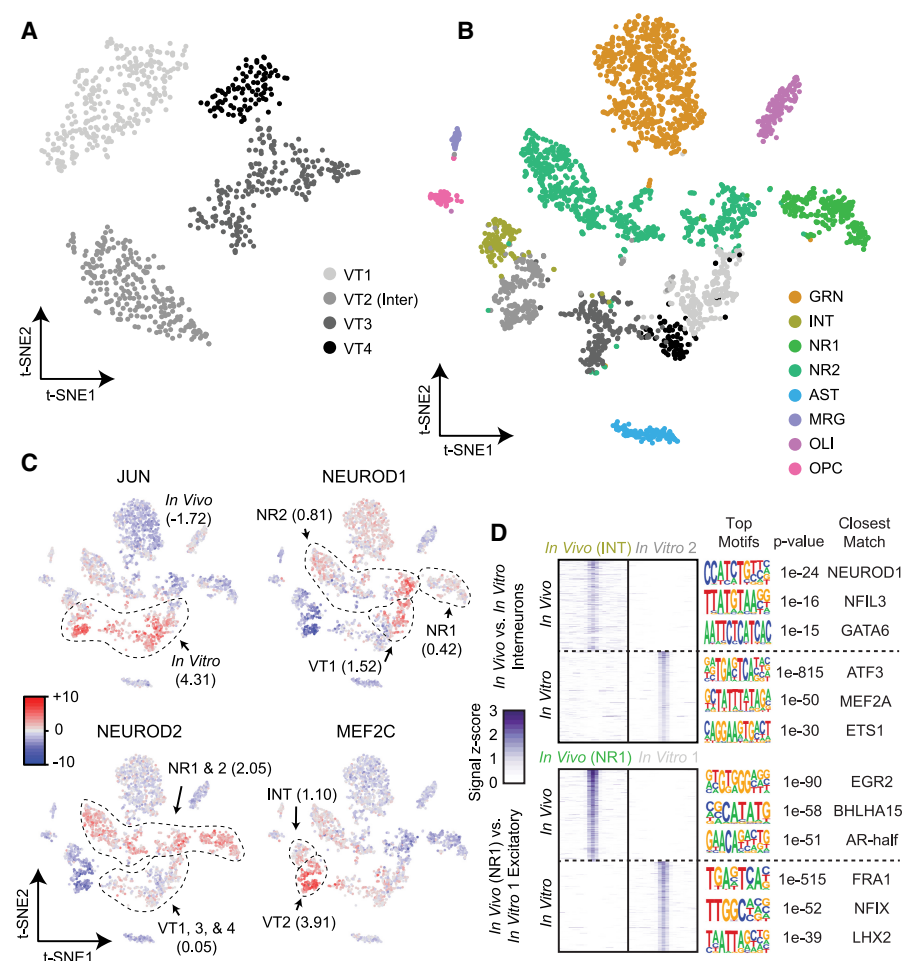 A
VT1
VT2 (Inter)
VT3
VT4
t-SNE2
t-SNE1
B
GRN
INT
NR1
NR2
AST
MRG
OLI
OPC
t-SNE2
t-SNE1
C
JUN
In Vivo
(-1.72)
In Vitro
(4.31)
NEUROD1
NR2 (0.81)
NR1
(0.42)
VT1 (1.52)
+10
0
-10
NEUROD2
NR1 & 2 (2.05)
VT1, 3, & 4
(0.05)
MEF2C
INT (1.10)
VT2 (3.91)
t-SNE2
t-SNE1
D
In Vivo (INT) In Vitro 2
Top
Motifs
p-value
Closest
Match
In Vivo vs. In Vitro
Interneurons
In Vivo
In Vitro
1e-24 NEUROD1
1e-16 NFIL3
1e-15 GATA6
1e-815 ATF3
1e-50 MEF2A
1e-30 ETS1
Signal z-score
3
2
1
0
In Vivo (NR1) In Vitro 1
In Vivo (NR1) vs.
In Vitro 1 Excitatory
In Vivo
In Vitro
1e-90 EGR2
1e-58 BHLHA15
1e-51 AR-half
1e-515 FRA1
1e-52 NFIX
1e-39 LHX2